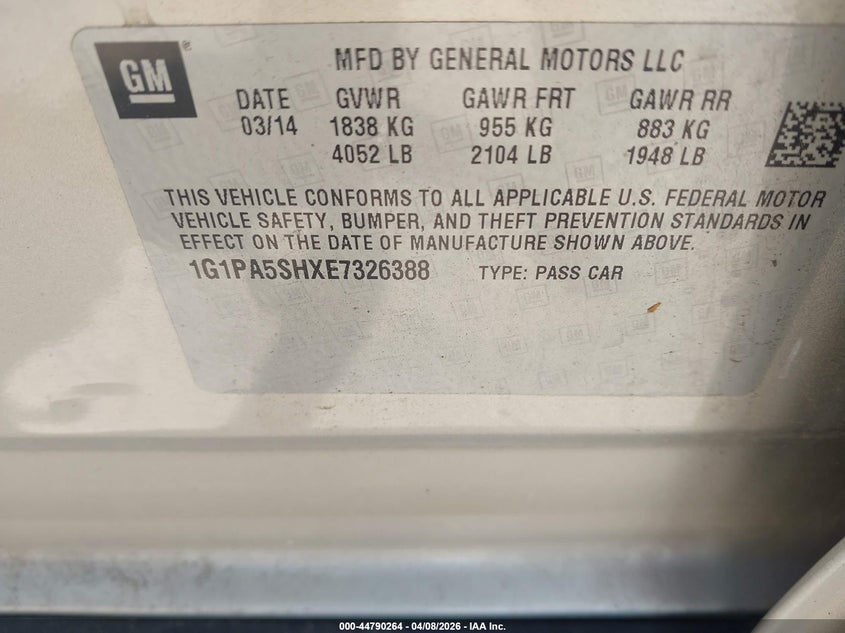 GM
®
MFD BY GENERAL MOTORS LLC
DATE GVWR GAWR FRT GAWR RR
03/14 1838 KG 955 KG 883 KG
4052 LB 2104 LB 1948 LB
THIS VEHICLE CONFORMS TO ALL APPLICABLE U.S. FEDERAL MOTOR
VEHICLE SAFETY, BUMPER, AND THEFT PREVENTION STANDARDS IN
EFFECT ON THE DATE OF MANUFACTURE SHOWN ABOVE.
1G1PA5SHXE7326388 TYPE: PASS CAR
000-44790264 - 04/08/2026 - IAA Inc.